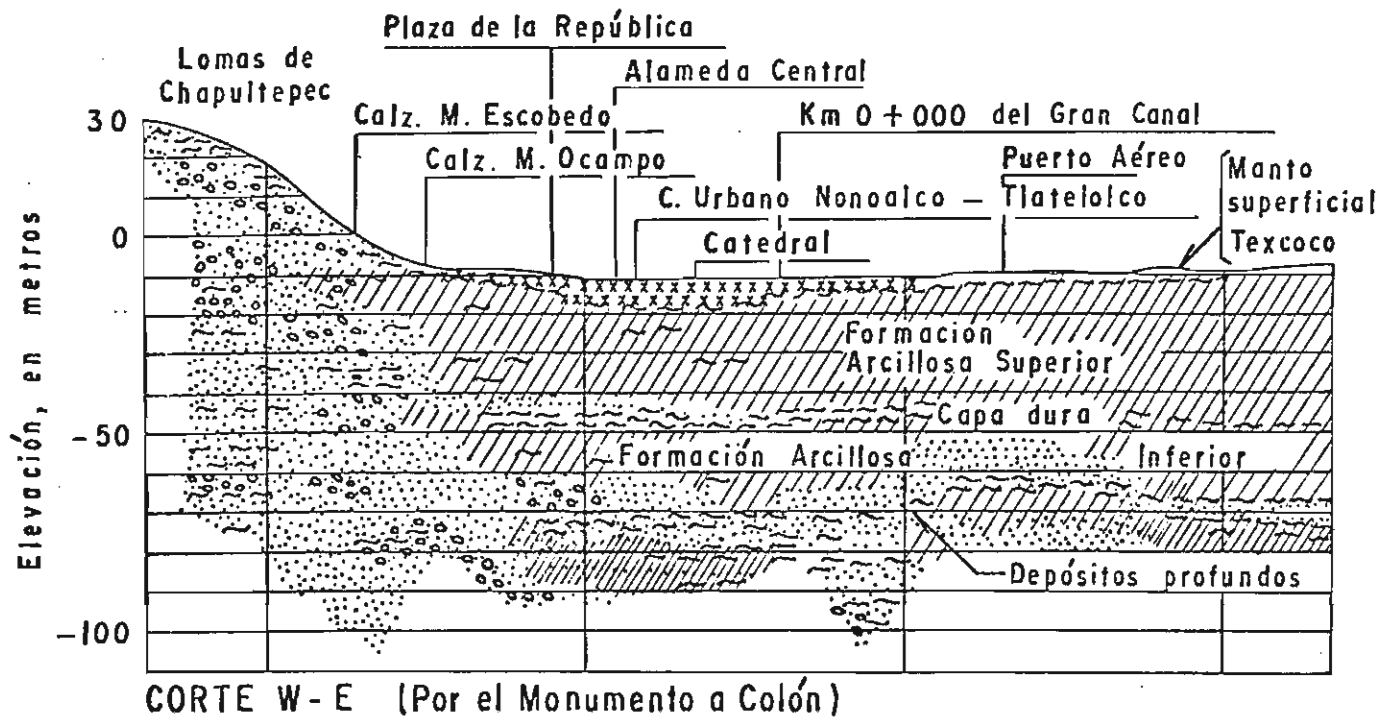 Plaza de la República
Lomas de
Chapultepec
Alameda Central
Calz. M. Escobedo
Km 0 + 000 del Gran Canal
Calz. M. Ocampo
Puerto Aéreo
Manto
superficial
Texcoco
C. Urbano Nonoalco - Tlatelolco
Catedral
30
0
-50
-100
Elevación, en metros
Formación
Arcillosa Superior
Capa dura
Formación Arcillosa Inferior
Depósitos profundos
CORTE W-E (Por el Monumento a Colón)